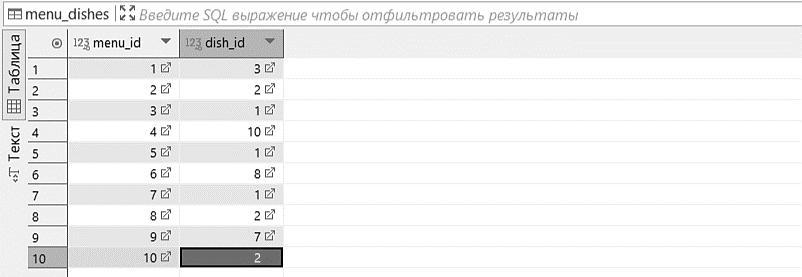 menu_dishes Введите SQL выражение чтобы отфильтровать результаты
Таблица
Текст
123 menu_id 123 dish_id
1 1 3
2 2 2
3 3 1
4 4 10
5 5 1
6 6 8
7 7 1
8 8 2
9 9 7
10 10 2